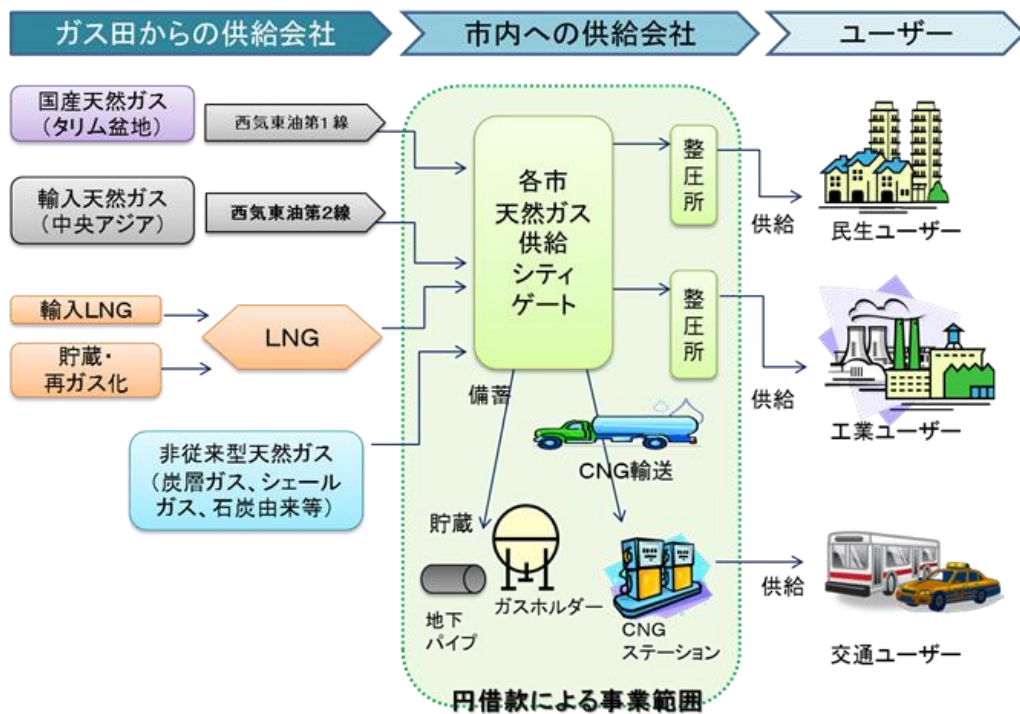 ガス田からの供給会社
市内への供給会社
ユーザー
国産天然ガス
(タリム盆地)
西気東油第1線
輸入天然ガス
(中央アジア)
西気東油第2線
輸入LNG
貯蔵・
再ガス化
LNG
非従来型天然ガス
(炭層ガス、シェール
ガス、石炭由来等)
各市
天然ガス
供給
シティ
ゲート
整圧所
整圧所
備蓄
CNG輸送
貯蔵
地下
パイプ
ガスホルダー
CNG
ステーション
円借款による事業範囲
供給
民生ユーザー
供給
工業ユーザー
供給
交通ユーザー